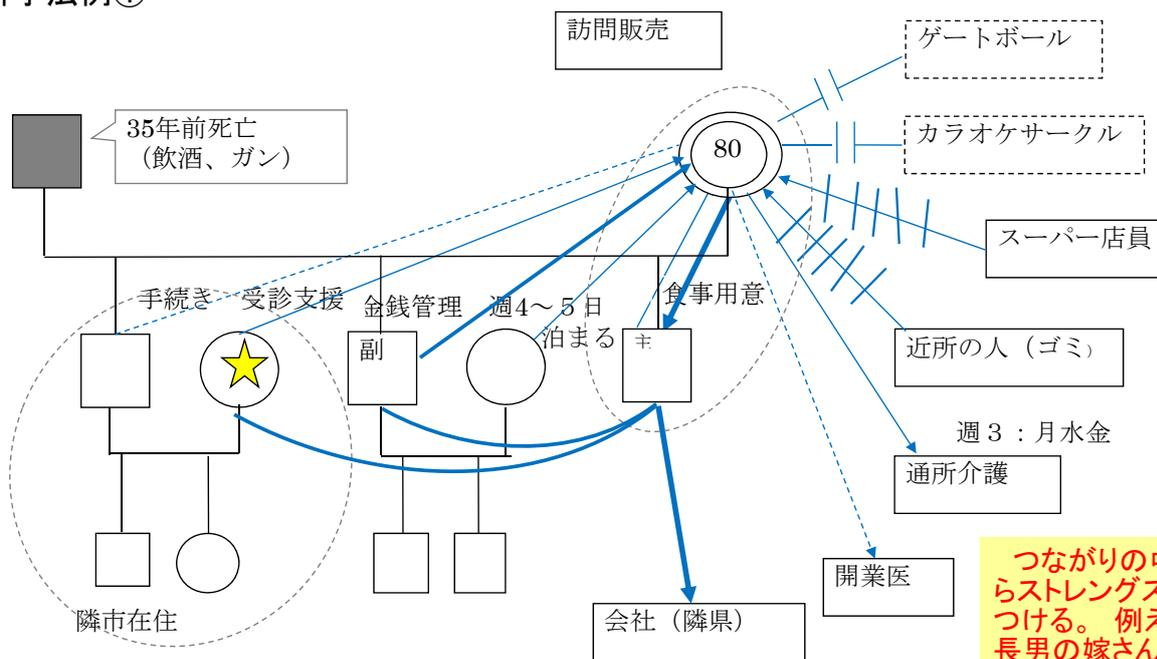 訪問販売
ゲートボール
35年前死亡
（飲酒、ガン）
80
カラオケサークル
スーパー店員
手続き 受診支援 金銭管理 週4～５日
泊まる
食事用意
副
主
近所の人（ゴミ）
週３：月水金
通所介護
開業医
隣市在住
会社（隣県）
つながりの
らストレングス
つける。 例え
長男の嫁さん